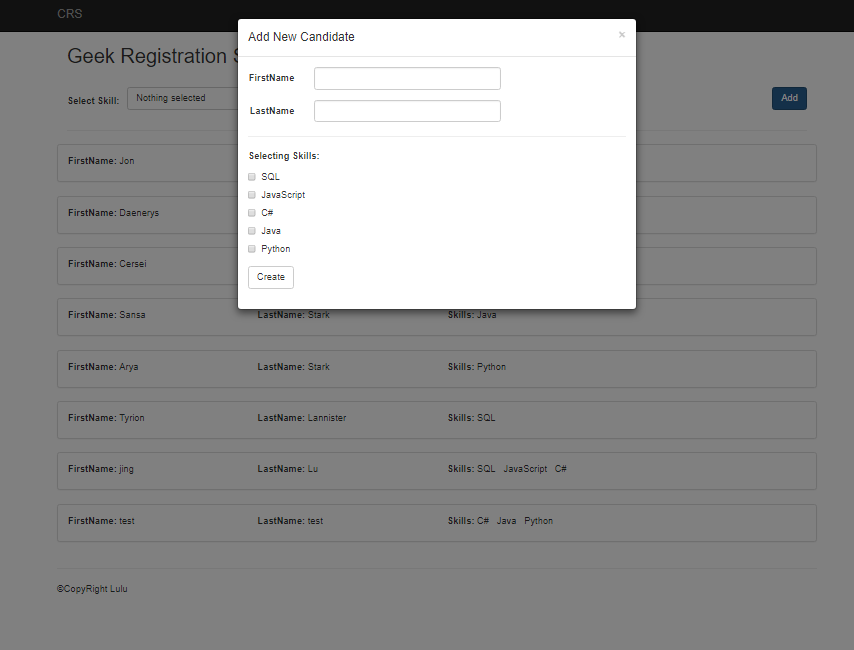 CRS
Add New Candidate ×
Geek Registration
FirstName
Select Skill: Nothing selected
Add
LastName
Selecting Skills:
FirstName: Jon
SQL
JavaScript
FirstName: Daenerys
C#
Java
Python
FirstName: Cersei
Create
FirstName: Sansa LastName: Stark Skills: Java
FirstName: Arya LastName: Stark Skills: Python
FirstName: Tyrion LastName: Lannister Skills: SQL
FirstName: jing LastName: Lu Skills: SQL JavaScript C#
FirstName: test LastName: test Skills: C# Java Python
©CopyRight Lulu